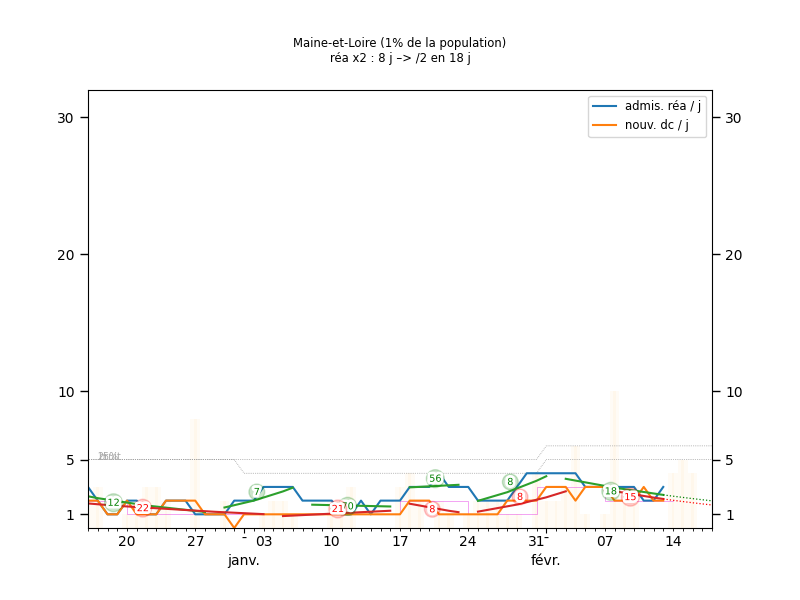 Maine-et-Loire (1% de la population)
réa x2 : 8 j –> /2 en 18 j
admis. réa / j
nouv. dc / j
30 30
20 20
10 10
5 5
1 1
12 22 7 21 56 8 8 8 18 15
20 27 - 03 10 17 24 31- 07 14
janv. févr.